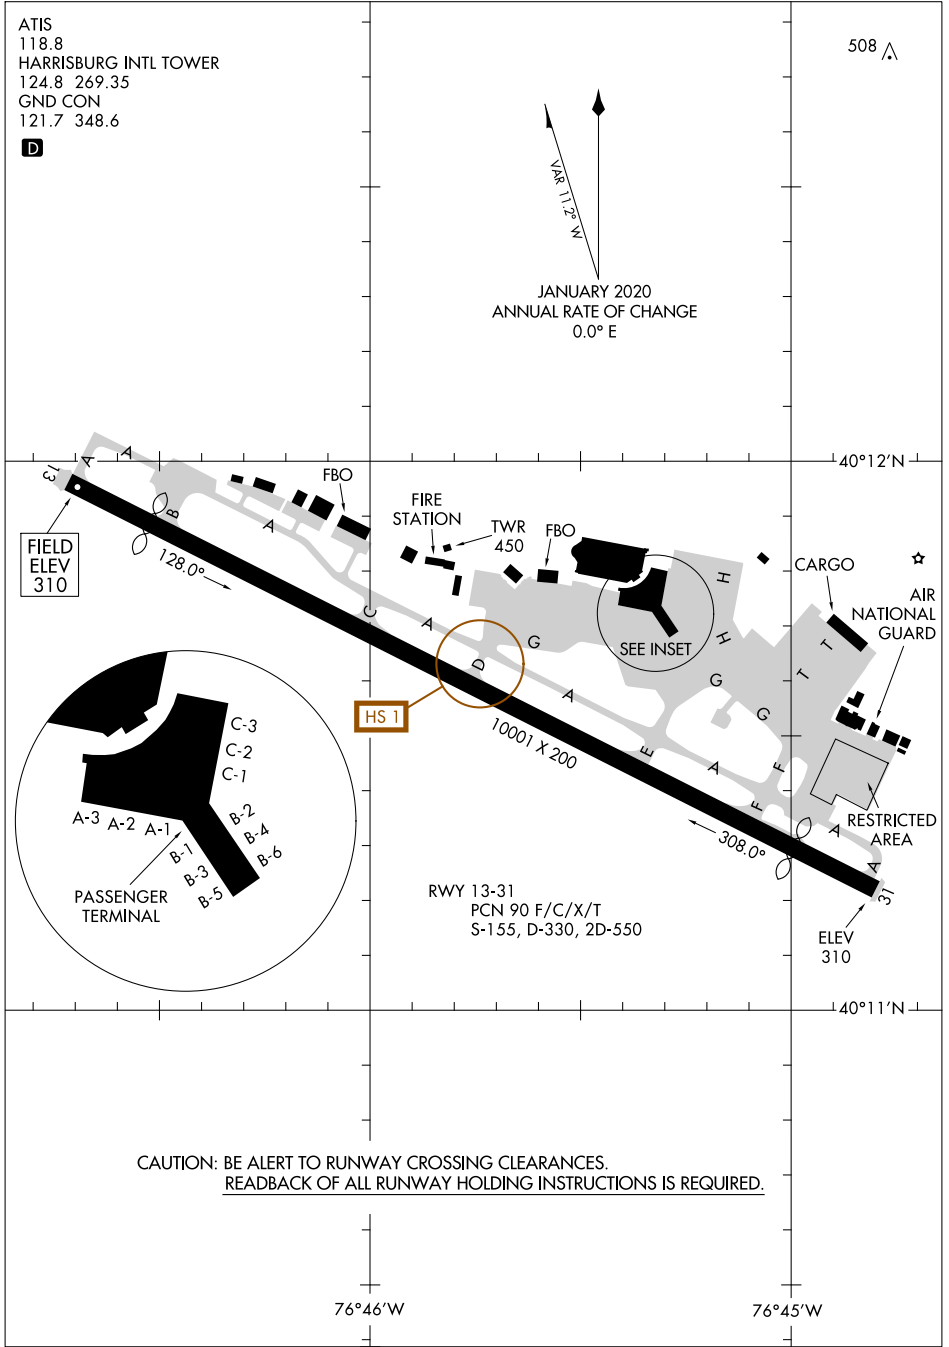 ATIS
118.8
HARRISBURG INTL TOWER
124.8 269.35
GND CON
121.7 348.6
D
508
VAR 11.2° W
JANUARY 2020
ANNUAL RATE OF CHANGE
0.0° E
40°12'N
13
A
A
B
A
FBO
FIRE
STATION
TWR
450
FBO
FIELD
ELEV
310
128.0°
C
A
HS 1
D
G
A
10001 X 200
E
A
SEE INSET
H
H
G
G
T
T
F
F
CARGO
AIR
NATIONAL
GUARD
RESTRICTED
AREA
A
A
308.0°
31
ELEV
310
C-3
C-2
C-1
A-3
A-2
A-1
B-2
B-4
B-6
B-1
B-3
B-5
PASSENGER
TERMINAL
RWY 13-31
PCN 90 F/C/X/T
S-155, D-330, 2D-550
40°11'N
CAUTION: BE ALERT TO RUNWAY CROSSING CLEARANCES.
READBACK OF ALL RUNWAY HOLDING INSTRUCTIONS IS REQUIRED.
76°46'W
76°45'W